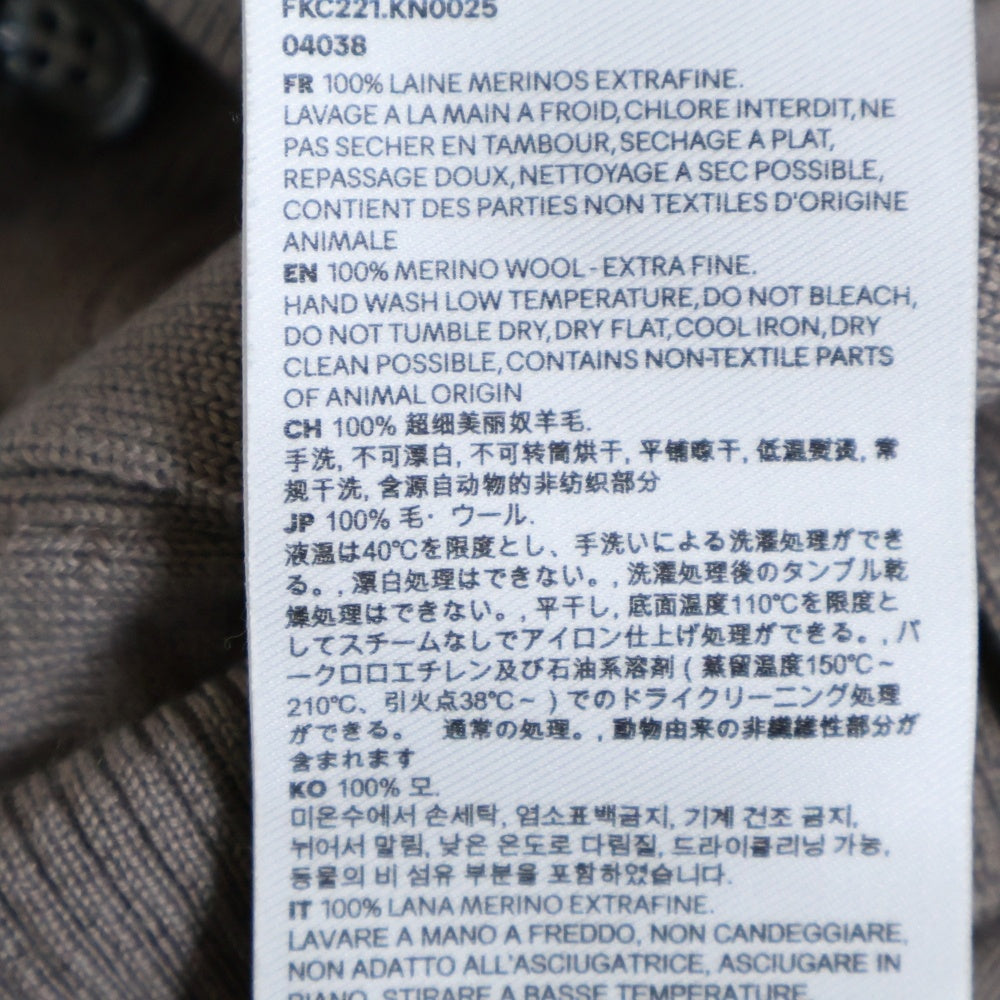 FKC221.KN0025
04038
FR 100% LAINE MERINOS EXTRAFINE.
LAVAGE A LA MAIN A FROID, CHLORE INTERDIT, NE
PAS SECHER EN TAMBOUR, SECHAGE A PLAT,
REPASSAGE DOUX, NETTOYAGE A SEC POSSIBLE,
CONTIENT DES PARTIES NON TEXTILES D'ORIGINE
ANIMALE
EN 100% MERINO WOOL - EXTRA FINE.
HAND WASH LOW TEMPERATURE, DO NOT BLEACH,
DO NOT TUMBLE DRY, DRY FLAT, COOL IRON, DRY
CLEAN POSSIBLE, CONTAINS NON-TEXTILE PARTS
OF ANIMAL ORIGIN
CH 100% 超细美丽奴羊毛.
手洗, 不可漂白, 不可转筒烘干, 平铺晾干, 低温熨烫, 常
规干洗, 含源自动物的非纺织部分
JP 100% 毛・ウール.
液温は40℃を限度とし、手洗いによる洗濯処理ができ
る。, 漂白処理はできない。, 洗濯処理後のタンブル乾
燥処理はできない。, 平干し, 底面温度110℃を限度と
してスチームなしでアイロン仕上げ処理ができる。, パ
ークロロエチレン及び石油系溶剤 ( 蒸留温度150℃~
210℃、引火点38℃~ ) でのドライクリーニング処理
ができる。 通常の処理。, 動物由来の非繊維性部分が
含まれます
KO 100% 모.
미온수에서 손세탁, 염소표백금지, 기계 건조 금지,
뉘어서 말림, 낮은 온도로 다림질, 드라이클리닝 가능,
동물의 비 섬유 부분을 포함하였습니다.
IT 100% LANA MERINO EXTRAFINE.
LAVARE A MANO A FREDDO, NON CANDEGGIARE,
NON ADATTO ALL'ASCIUGATRICE, ASCIUGARE IN
PIANO, STIRARE A BASSE TEMPERATURE,